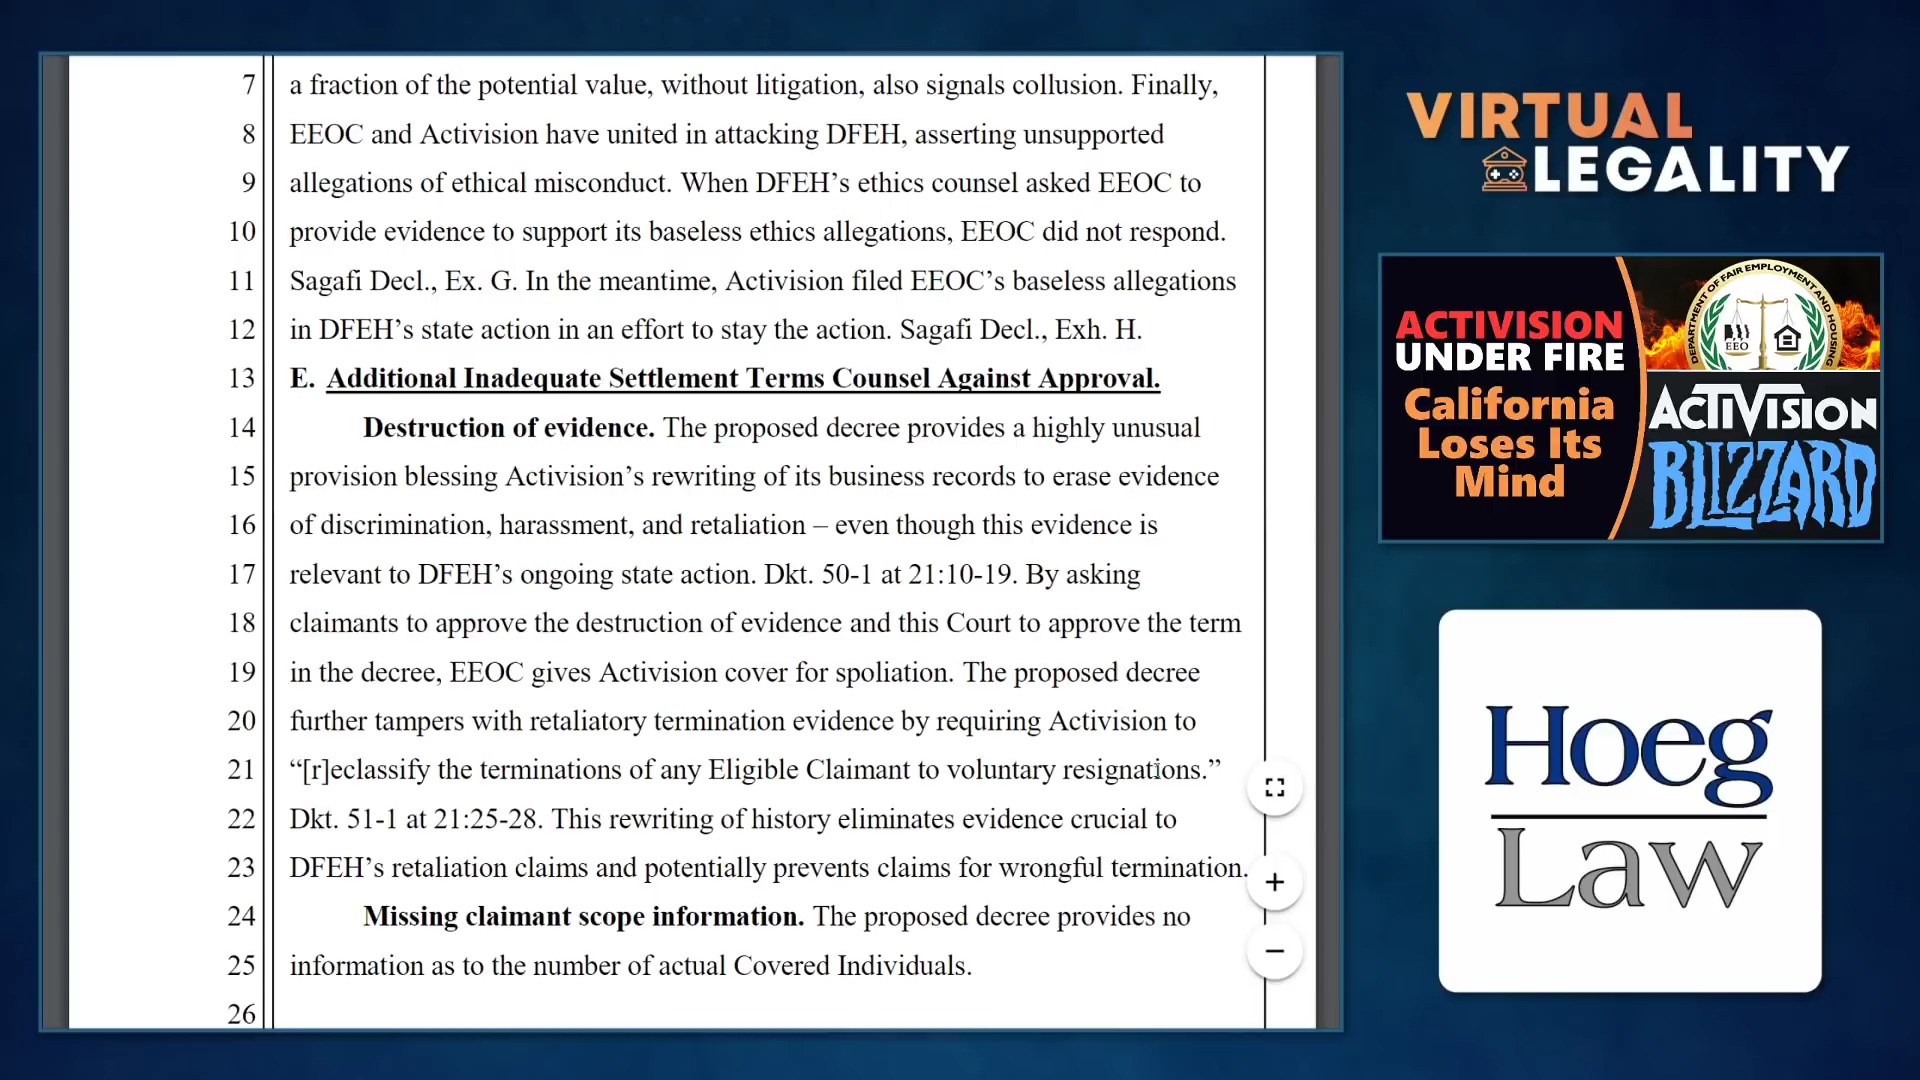 7 a fraction of the potential value, without litigation, also signals collusion. Finally,
8 EEOC and Activision have united in attacking DFEH, asserting unsupported
9 allegations of ethical misconduct. When DFEH’s ethics counsel asked EEOC to
10 provide evidence to support its baseless ethics allegations, EEOC did not respond.
11 Sagafi Decl., Ex. G. In the meantime, Activision filed EEOC’s baseless allegations
12 in DFEH’s state action in an effort to stay the action. Sagafi Decl., Exh. H.
13 E. Additional Inadequate Settlement Terms Counsel Against Approval.
14 Destruction of evidence. The proposed decree provides a highly unusual
15 provision blessing Activision’s rewriting of its business records to erase evidence
16 of discrimination, harassment, and retaliation – even though this evidence is
17 relevant to DFEH’s ongoing state action. Dkt. 50-1 at 21:10-19. By asking
18 claimants to approve the destruction of evidence and this Court to approve the term
19 in the decree, EEOC gives Activision cover for spoliation. The proposed decree
20 further tampers with retaliatory termination evidence by requiring Activision to
21 “[r]eclassify the terminations of any Eligible Claimant to voluntary resignations.”
22 Dkt. 51-1 at 21:25-28. This rewriting of history eliminates evidence crucial to
23 DFEH’s retaliation claims and potentially prevents claims for wrongful termination.
24 Missing claimant scope information. The proposed decree provides no
25 information as to the number of actual Covered Individuals.
26
VIRTUAL
LEGALITY
ACTIVISION
UNDER FIRE
California
Loses Its
Mind
DEPARTMENT OF FAIR EMPLOYMENT AND HOUSING
EEO
ACTIVISION
BLIZZARD
Hoeg
Law